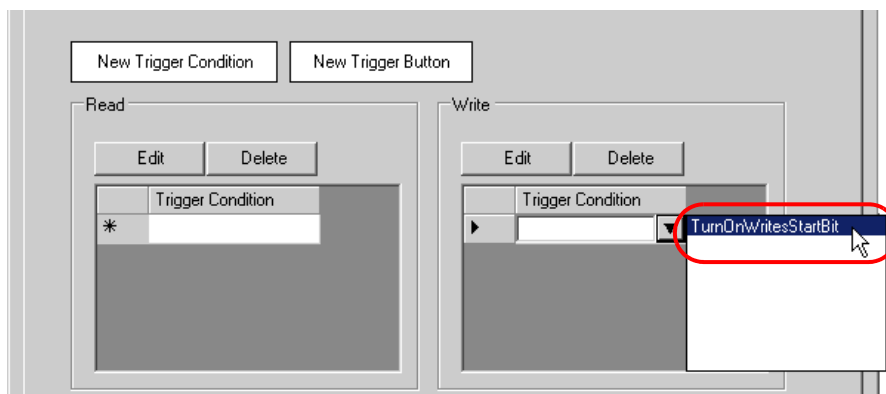 New Trigger Condition New Trigger Button
Read Write
Edit Delete Edit Delete
Trigger Condition Trigger Condition
TurnOnWritesStartBit